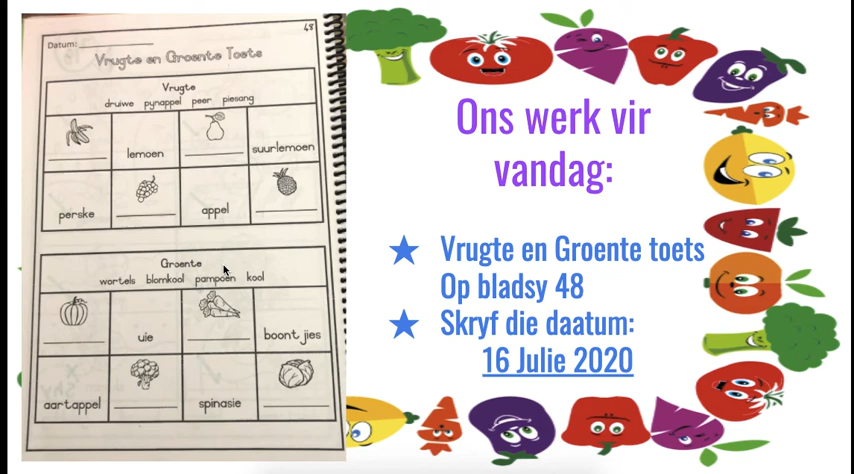 48
Datum:
Vrugte en Groente Toets
Vrugte
druiwe pynappel peer piesang
lemoen
suurlemoen
perske
appel
Groente
wortels blomkool pampoen kool
uie
boontjies
aartappel
spinasie
Ons werk vir
vandag:
Vrugte en Groente toets
Op bladsy 48
Skryf die daatum:
16 Julie 2020